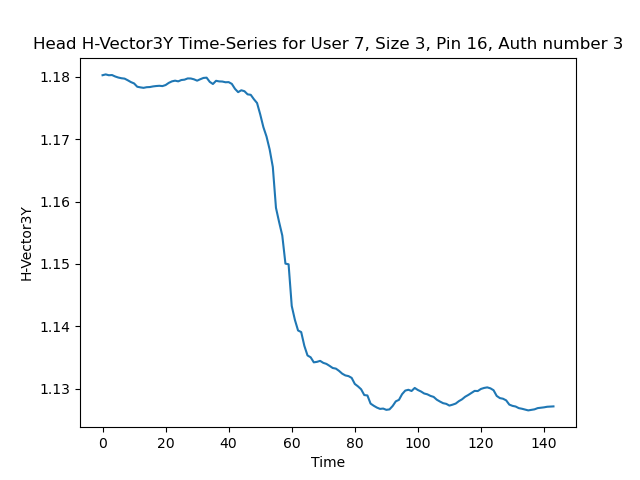 Head H-Vector3Y Time-Series for User 7, Size 3, Pin 16, Auth number 3
1.18
1.17
1.16
1.15
1.14
1.13
H-Vector3Y
0 20 40 60 80 100 120 140
Time